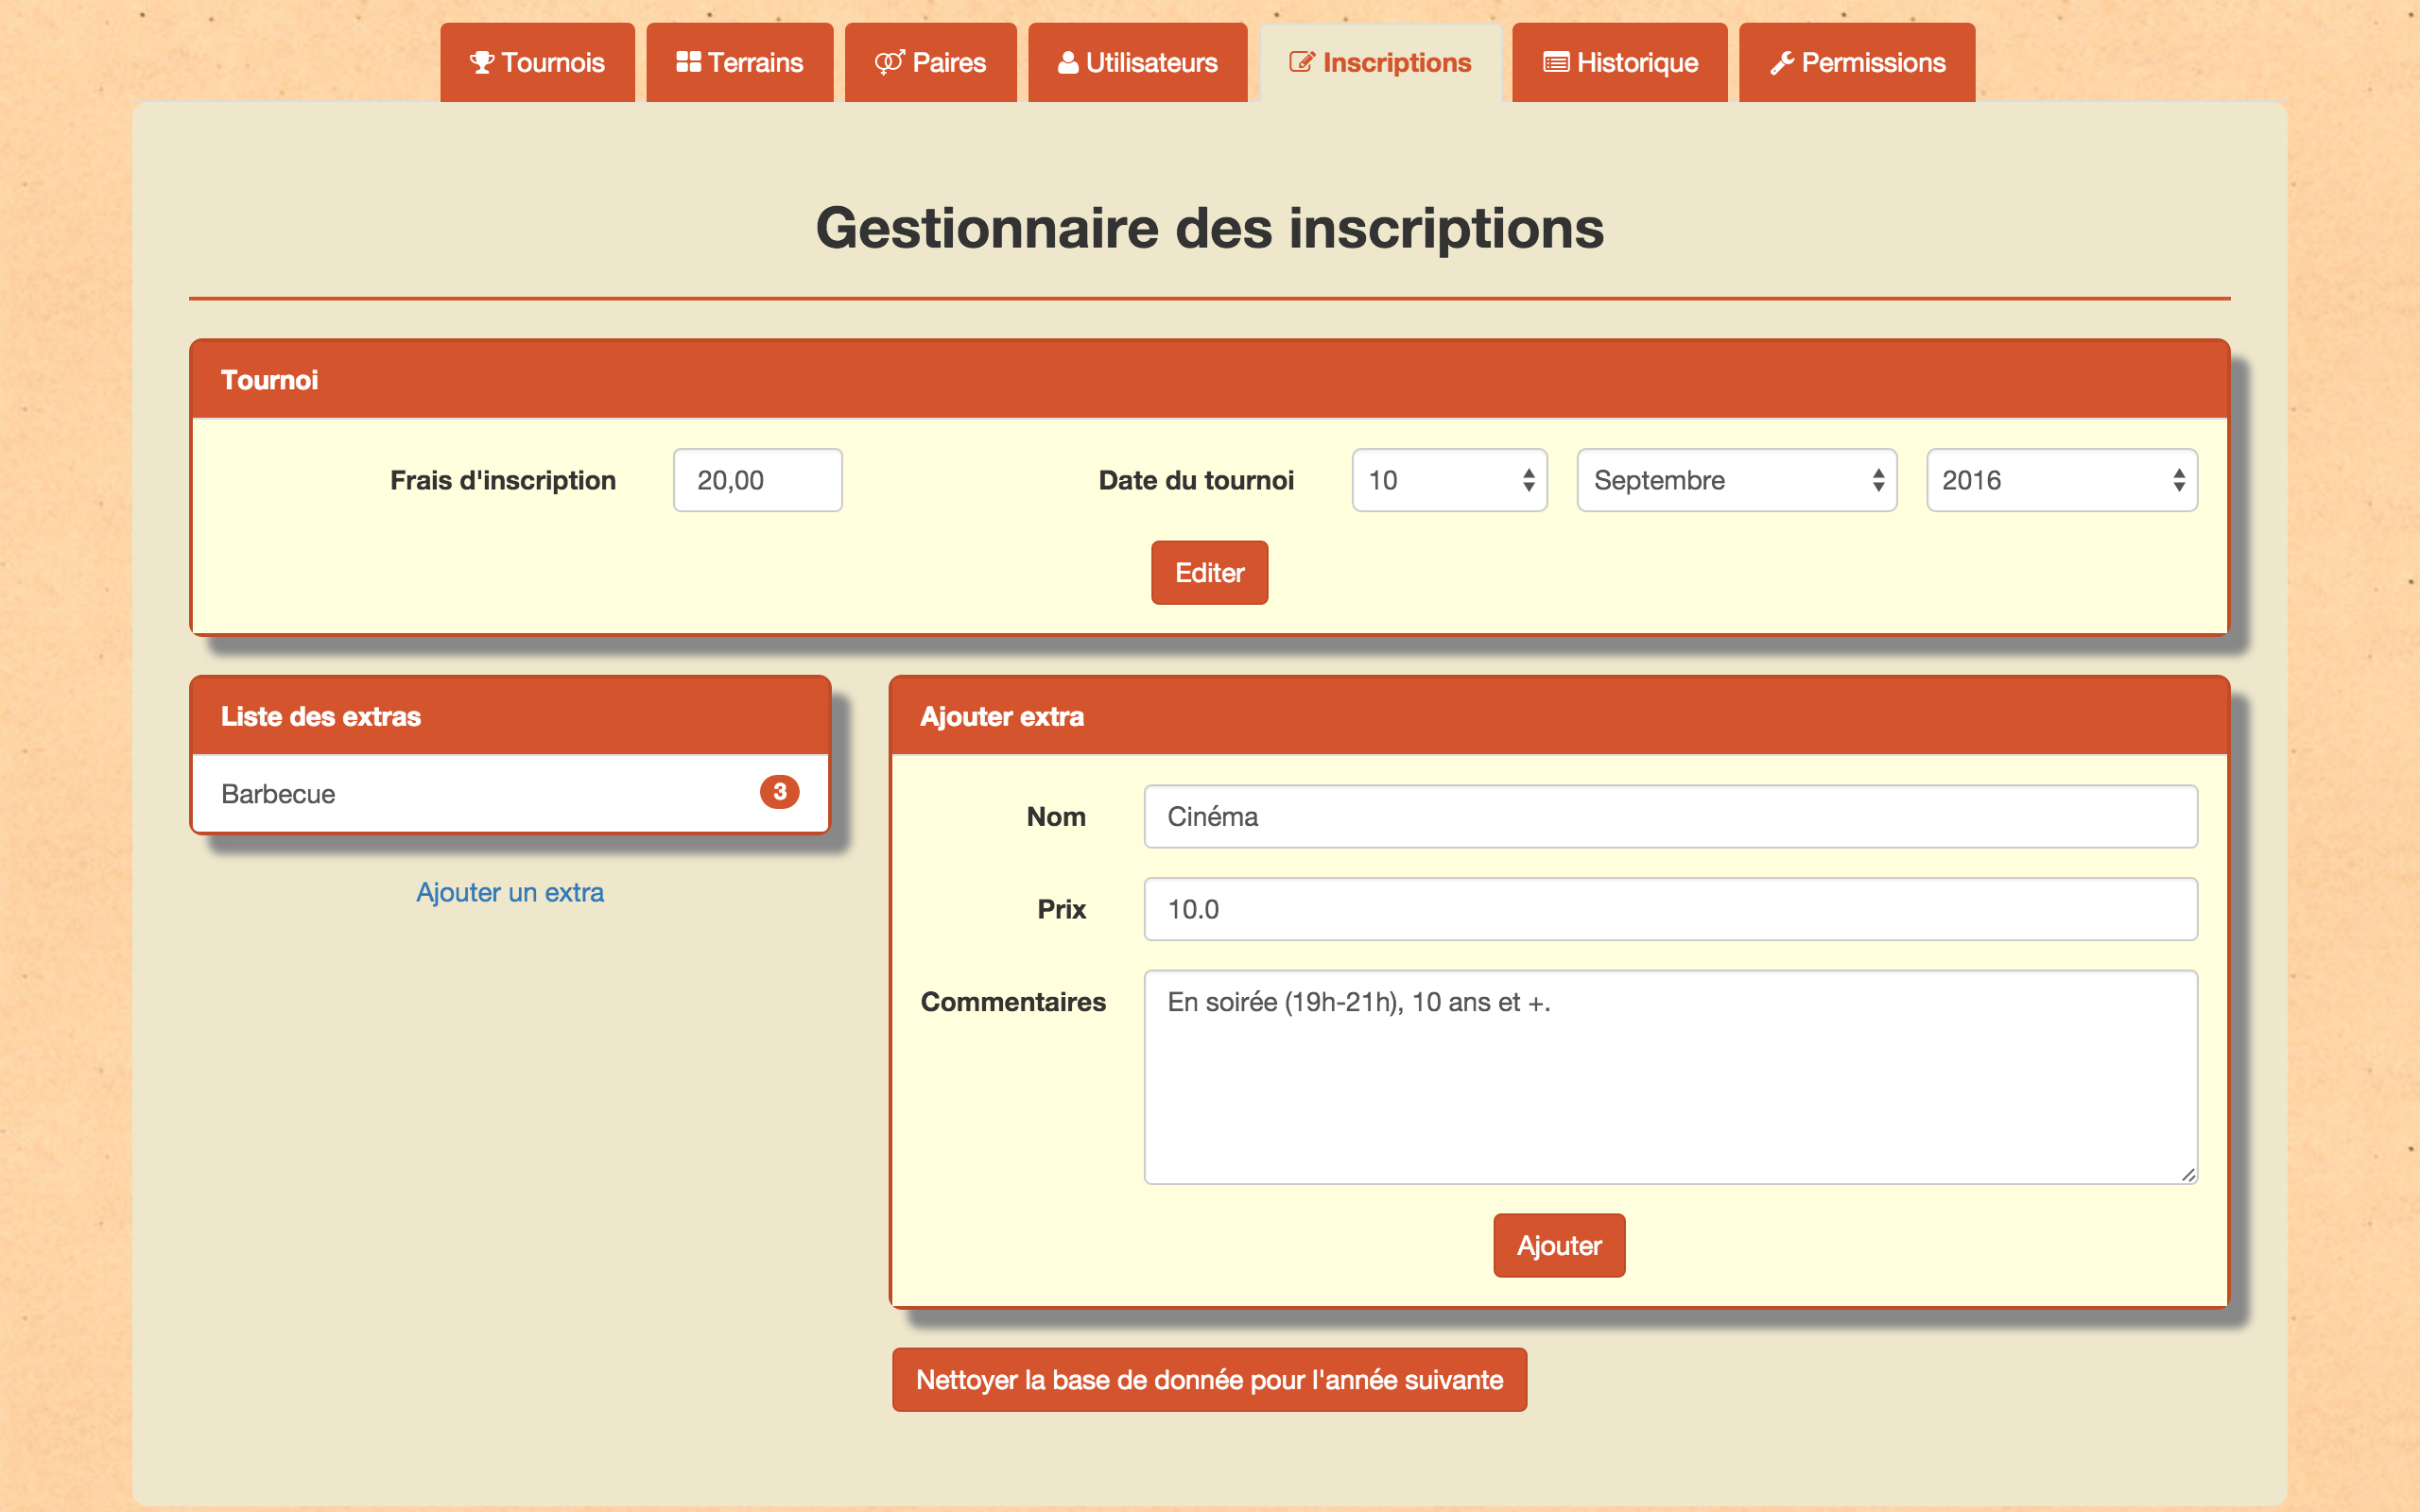 Tournois Terrains Paires Utilisateurs Inscriptions Historique Permissions
Gestionnaire des inscriptions
Tournoi
Frais d'inscription 20,00 Date du tournoi 10 Septembre 2016
Editer
Liste des extras
Barbecue 3
Ajouter un extra
Ajouter extra
Nom Cinéma
Prix 10.0
Commentaires En soirée (19h-21h), 10 ans et +.
Ajouter
Nettoyer la base de donnée pour l'année suivante